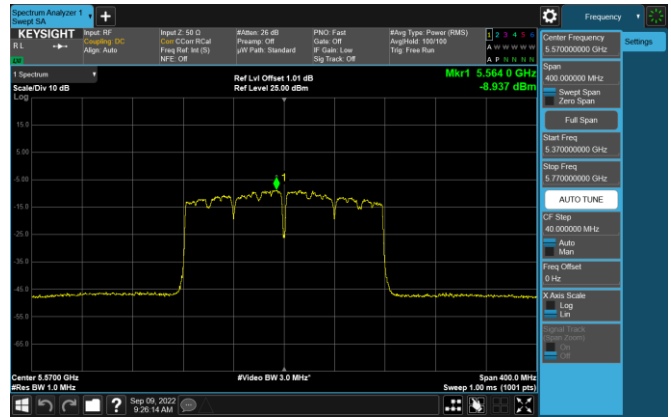 Spectrum Analyzer 1
Swept SA
+
Frequency
KEYSIGHT
RL
LW
Input: RF
Coupling: DC
Align: Auto
Input Z: 50 Ω
Corr CCorr RCal
Freq Ref: Int (S)
NFE: Off
#Atten: 26 dB
Preamp: Off
µW Path: Standard
PNO: Fast
Gate: Off
IF Gain: Low
Sig Track: Off
#Avg Type: Power (RMS)
Avg|Hold: 100/100
Trig: Free Run
1 2 3 4 5 6
A W W W W W
A P N N N N
1 Spectrum
Scale/Div 10 dB
Log
Ref Lvl Offset 1.01 dB
Ref Level 25.00 dBm
Mkr1 5.564 0 GHz
-8.937 dBm
15.0
5.00
-5.00
-15.0
-25.0
-35.0
-45.0
-55.0
-65.0
1
Center 5.5700 GHz
#Res BW 1.0 MHz
#Video BW 3.0 MHz*
Span 400.0 MHz
Sweep 1.00 ms (1001 pts)
Sep 09, 2022
9:26:14 AM
?
Center Frequency
5.570000000 GHz
Settings
Span
400.000000 MHz
Swept Span
Zero Span
Full Span
Start Freq
5.370000000 GHz
Stop Freq
5.770000000 GHz
AUTO TUNE
CF Step
40.000000 MHz
Auto
Man
Freq Offset
0 Hz
X Axis Scale
Log
Lin
Signal Track
(Span Zoom)
On
Off